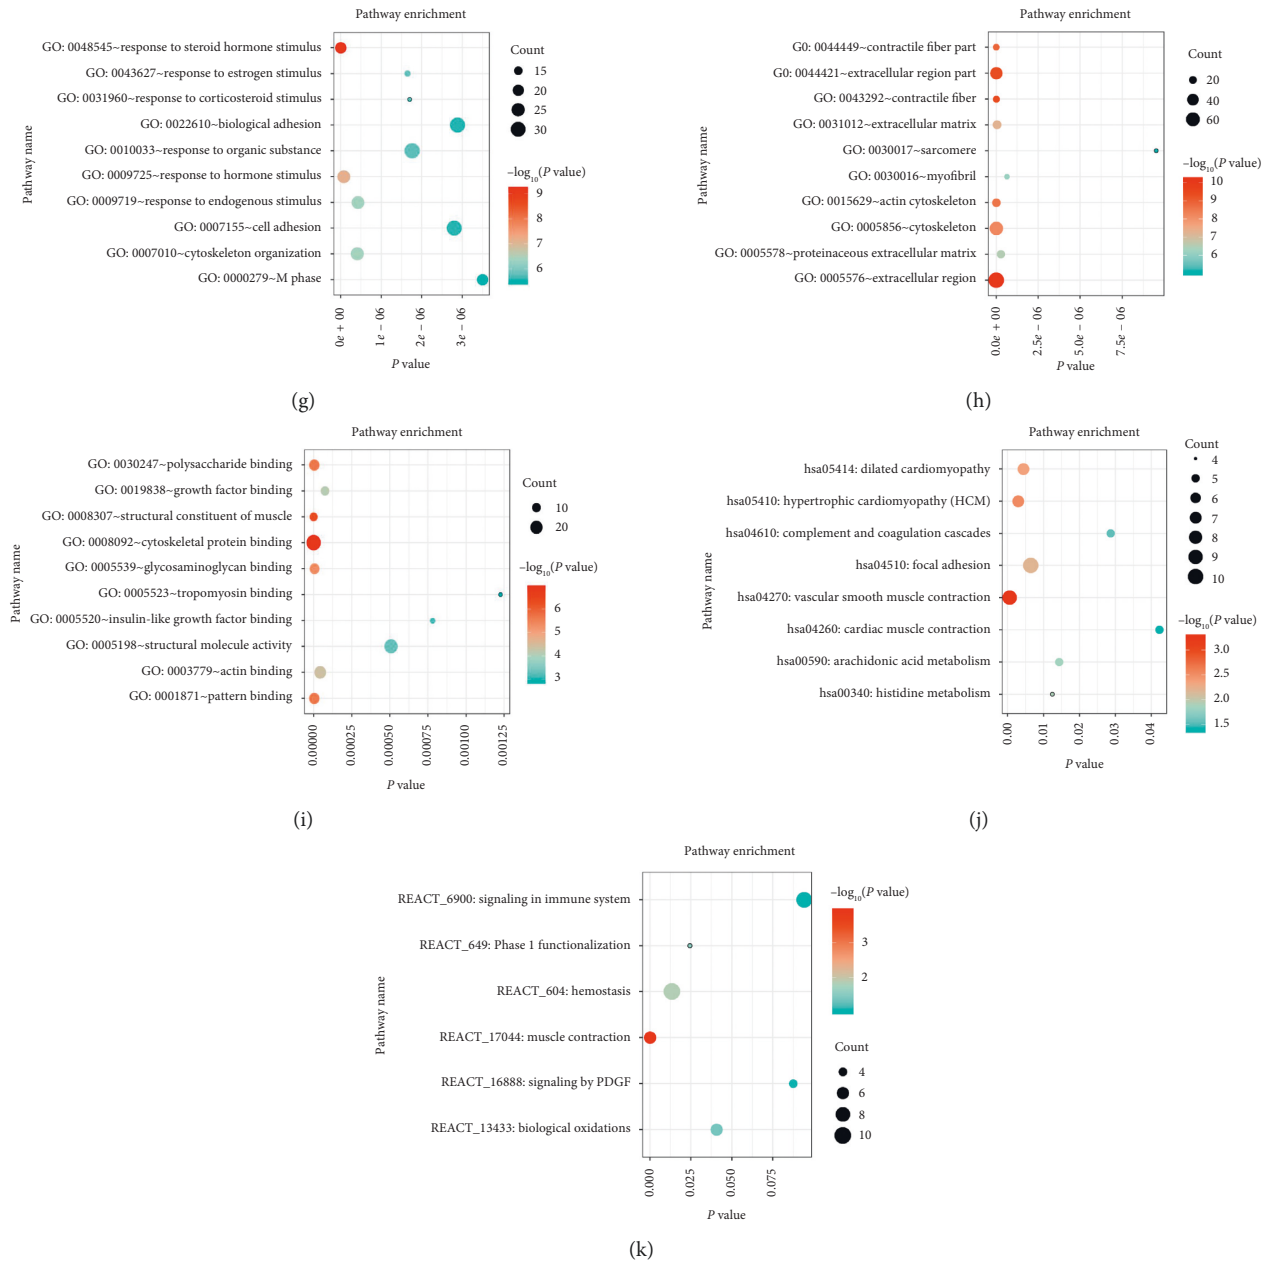 Pathway enrichment
Pathway name
GO: 0048545~response to steroid hormone stimulus
GO: 0043627~response to estrogen stimulus
GO: 0031960~response to corticosteroid stimulus
GO: 0022610~biological adhesion
GO: 0010033~response to organic substance
GO: 0009725~response to hormone stimulus
GO: 0009719~response to endogenous stimulus
GO: 0007155~cell adhesion
GO: 0007010~cytoskeleton organization
GO: 0000279~M phase
0e + 00
1e – 06
2e – 06
3e – 06
P value
Count
15
20
25
30
–log10(P value)
9
8
7
6
(g)
Pathway enrichment
Pathway name
G0: 0044449~contractile fiber part
G0: 0044421~extracellular region part
GO: 0043292~contractile fiber
GO: 0031012~extracellular matrix
GO: 0030017~sarcomere
GO: 0030016~myofibril
GO: 0015629~actin cytoskeleton
GO: 0005856~cytoskeleton
GO: 0005578~proteinaceous extracellular matrix
GO: 0005576~extracellular region
0.0e + 00
2.5e – 06
5.0e – 06
7.5e – 06
P value
Count
20
40
60
–log10(P value)
10
9
8
7
6
(h)
Pathway enrichment
Pathway name
GO: 0030247~polysaccharide binding
GO: 0019838~growth factor binding
GO: 0008307~structural constituent of muscle
GO: 0008092~cytoskeletal protein binding
GO: 0005539~glycosaminoglycan binding
GO: 0005523~tropomyosin binding
GO: 0005520~insulin-like growth factor binding
GO: 0005198~structural molecule activity
GO: 0003779~actin binding
GO: 0001871~pattern binding
0.00000
0.00025
0.00050
0.00075
0.00100
0.00125
P value
Count
10
20
–log10(P value)
6
5
4
3
(i)
Pathway enrichment
Pathway name
hsa05414: dilated cardiomyopathy
hsa05410: hypertrophic cardiomyopathy (HCM)
hsa04610: complement and coagulation cascades
hsa04510: focal adhesion
hsa04270: vascular smooth muscle contraction
hsa04260: cardiac muscle contraction
hsa00590: arachidonic acid metabolism
hsa00340: histidine metabolism
0.00
0.01
0.02
0.03
0.04
P value
Count
4
5
6
7
8
9
10
–log10(P value)
3.0
2.5
2.0
1.5
(j)
Pathway enrichment
Pathway name
REACT_6900: signaling in immune system
REACT_649: Phase 1 functionalization
REACT_604: hemostasis
REACT_17044: muscle contraction
REACT_16888: signaling by PDGF
REACT_13433: biological oxidations
0.000
0.025
0.050
0.075
P value
–log10(P value)
3
2
Count
4
6
8
10
(k)